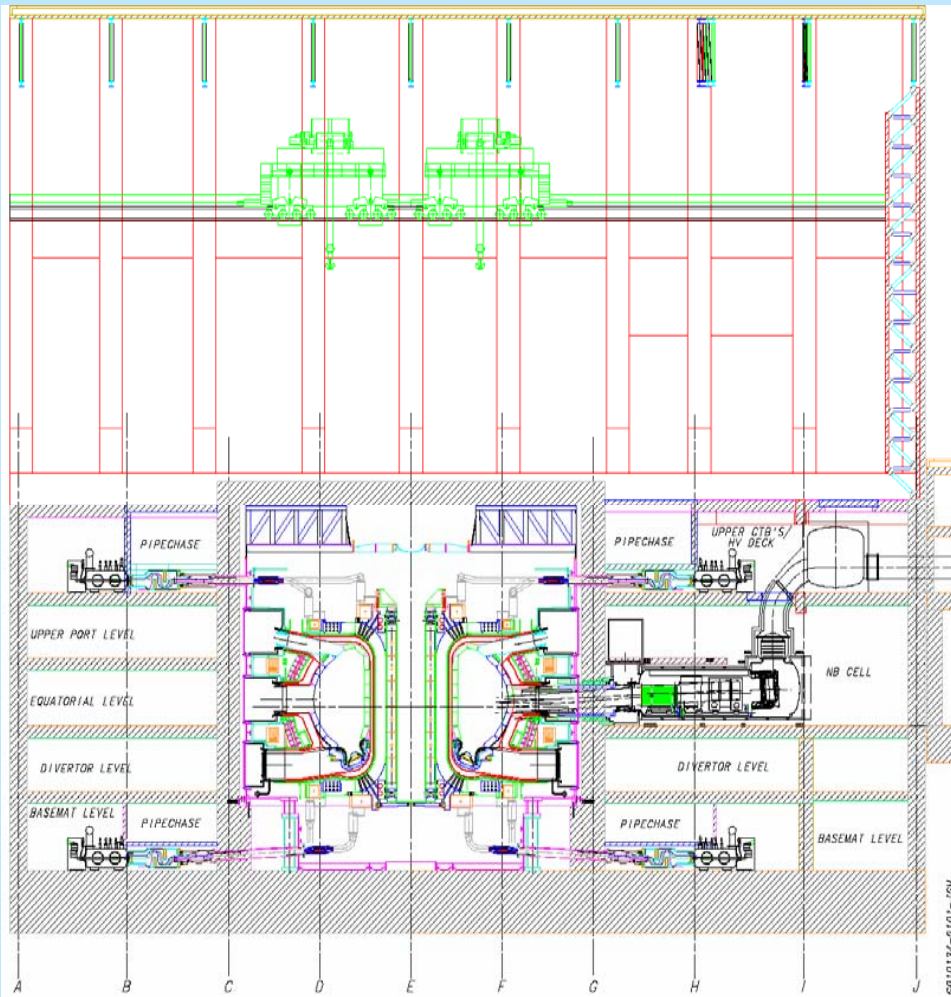 PIPECHASE
PIPECHASE
UPPER CTB'S/
HV DECK
UPPER PORT LEVEL
NB CELL
EQUATORIAL LEVEL
DIVERTOR LEVEL
DIVERTOR LEVEL
BASEMAT LEVEL
PIPECHASE
PIPECHASE
BASEMAT LEVEL
A B C D E F G H I J